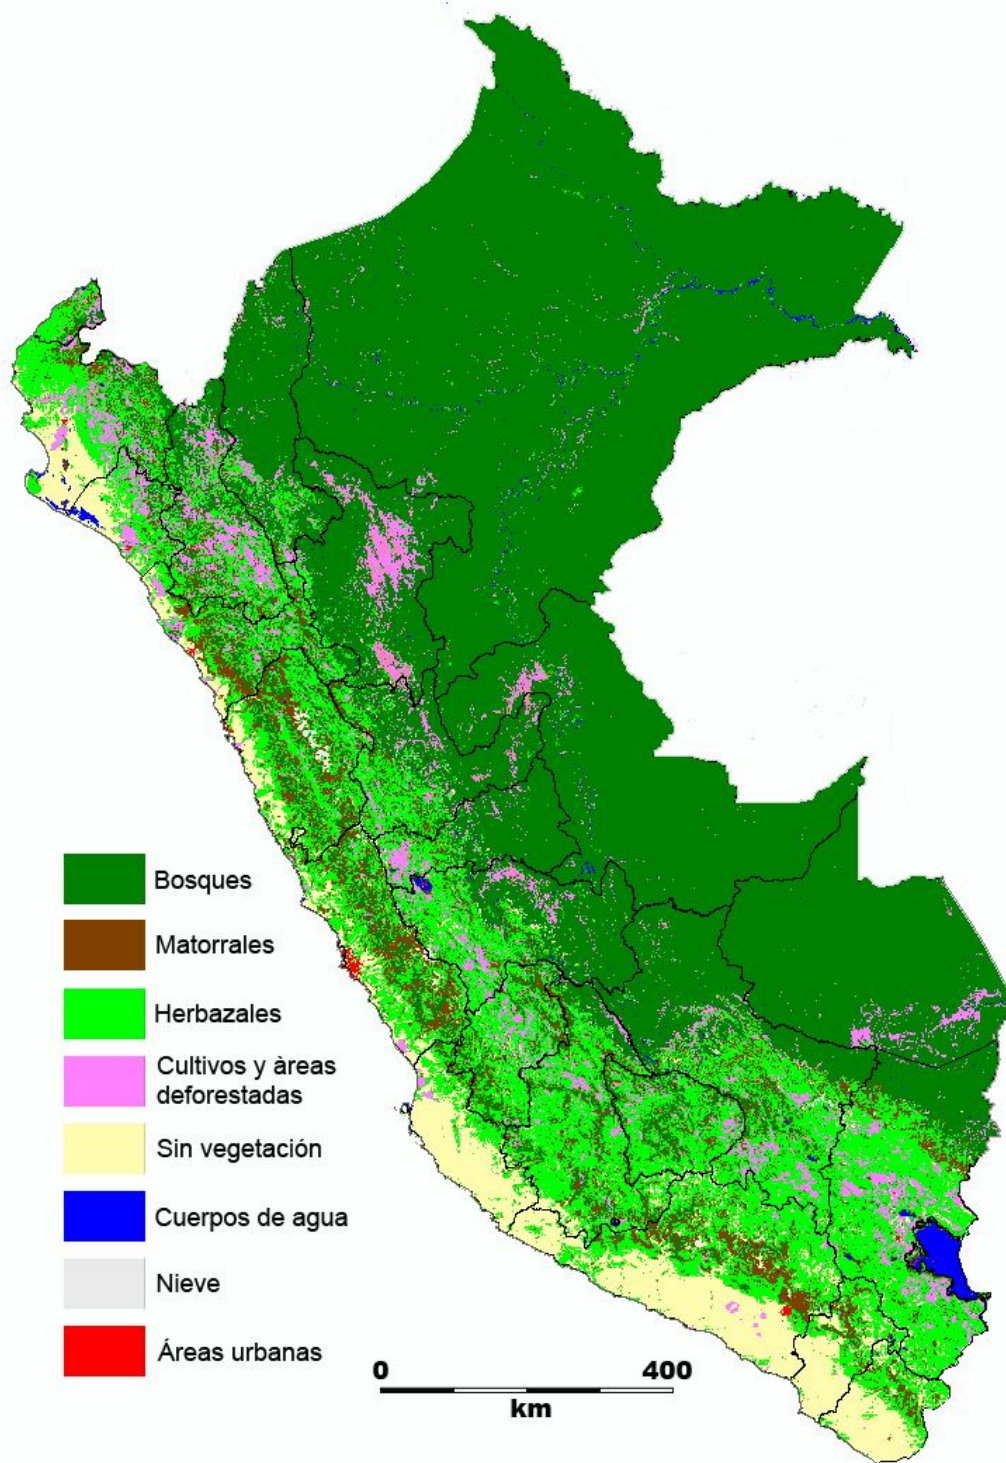 Bosques
Matorrales
Herbazales
Cultivos y àreas
deforestadas
Sin vegetación
Cuerpos de agua
Nieve
Áreas urbanas
0 400
km